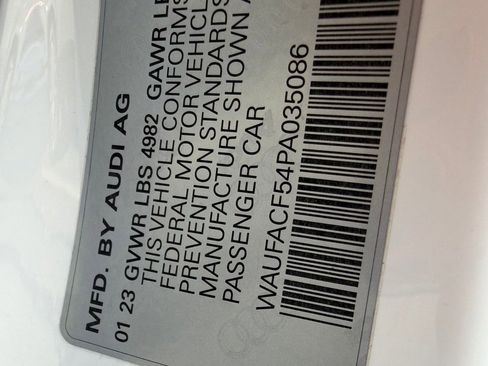 MFD. BY AUDI AG
01 23 GVWR LBS 4982 GAWR
THIS VEHICLE CONFORMS
FEDERAL MOTOR VEHICL
PREVENTION STANDARDS
MANUFACTURE SHOWN A
PASSENGER CAR
WAUFACF54PA035086